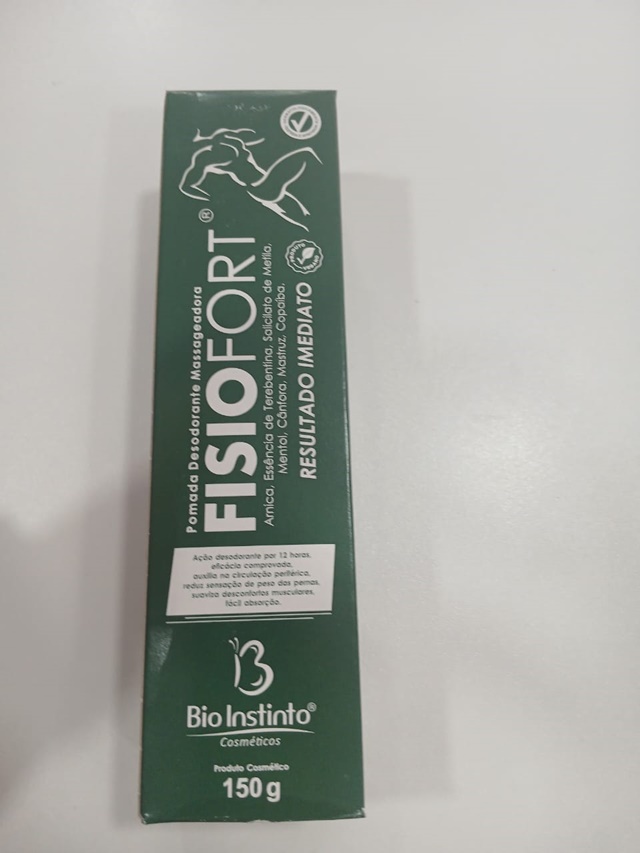 Pomada Desodorante Massageadora
FISIOFORT®
Arnica, Essência de Terebentina, Salicilato de Metila,
Mentol, Cânfora, Mastruz, Copaíba.
RESULTADO IMEDIATO
PRODUTO
VEGANO
Ação desodorante por 12 horas,
eficácia comprovada,
auxilia na circulação periférica,
reduz sensação de peso das pernas,
suaviza desconfortos musculares,
fácil absorção.
Bio Instinto®
Cosméticos
Produto Cosmético
150 g